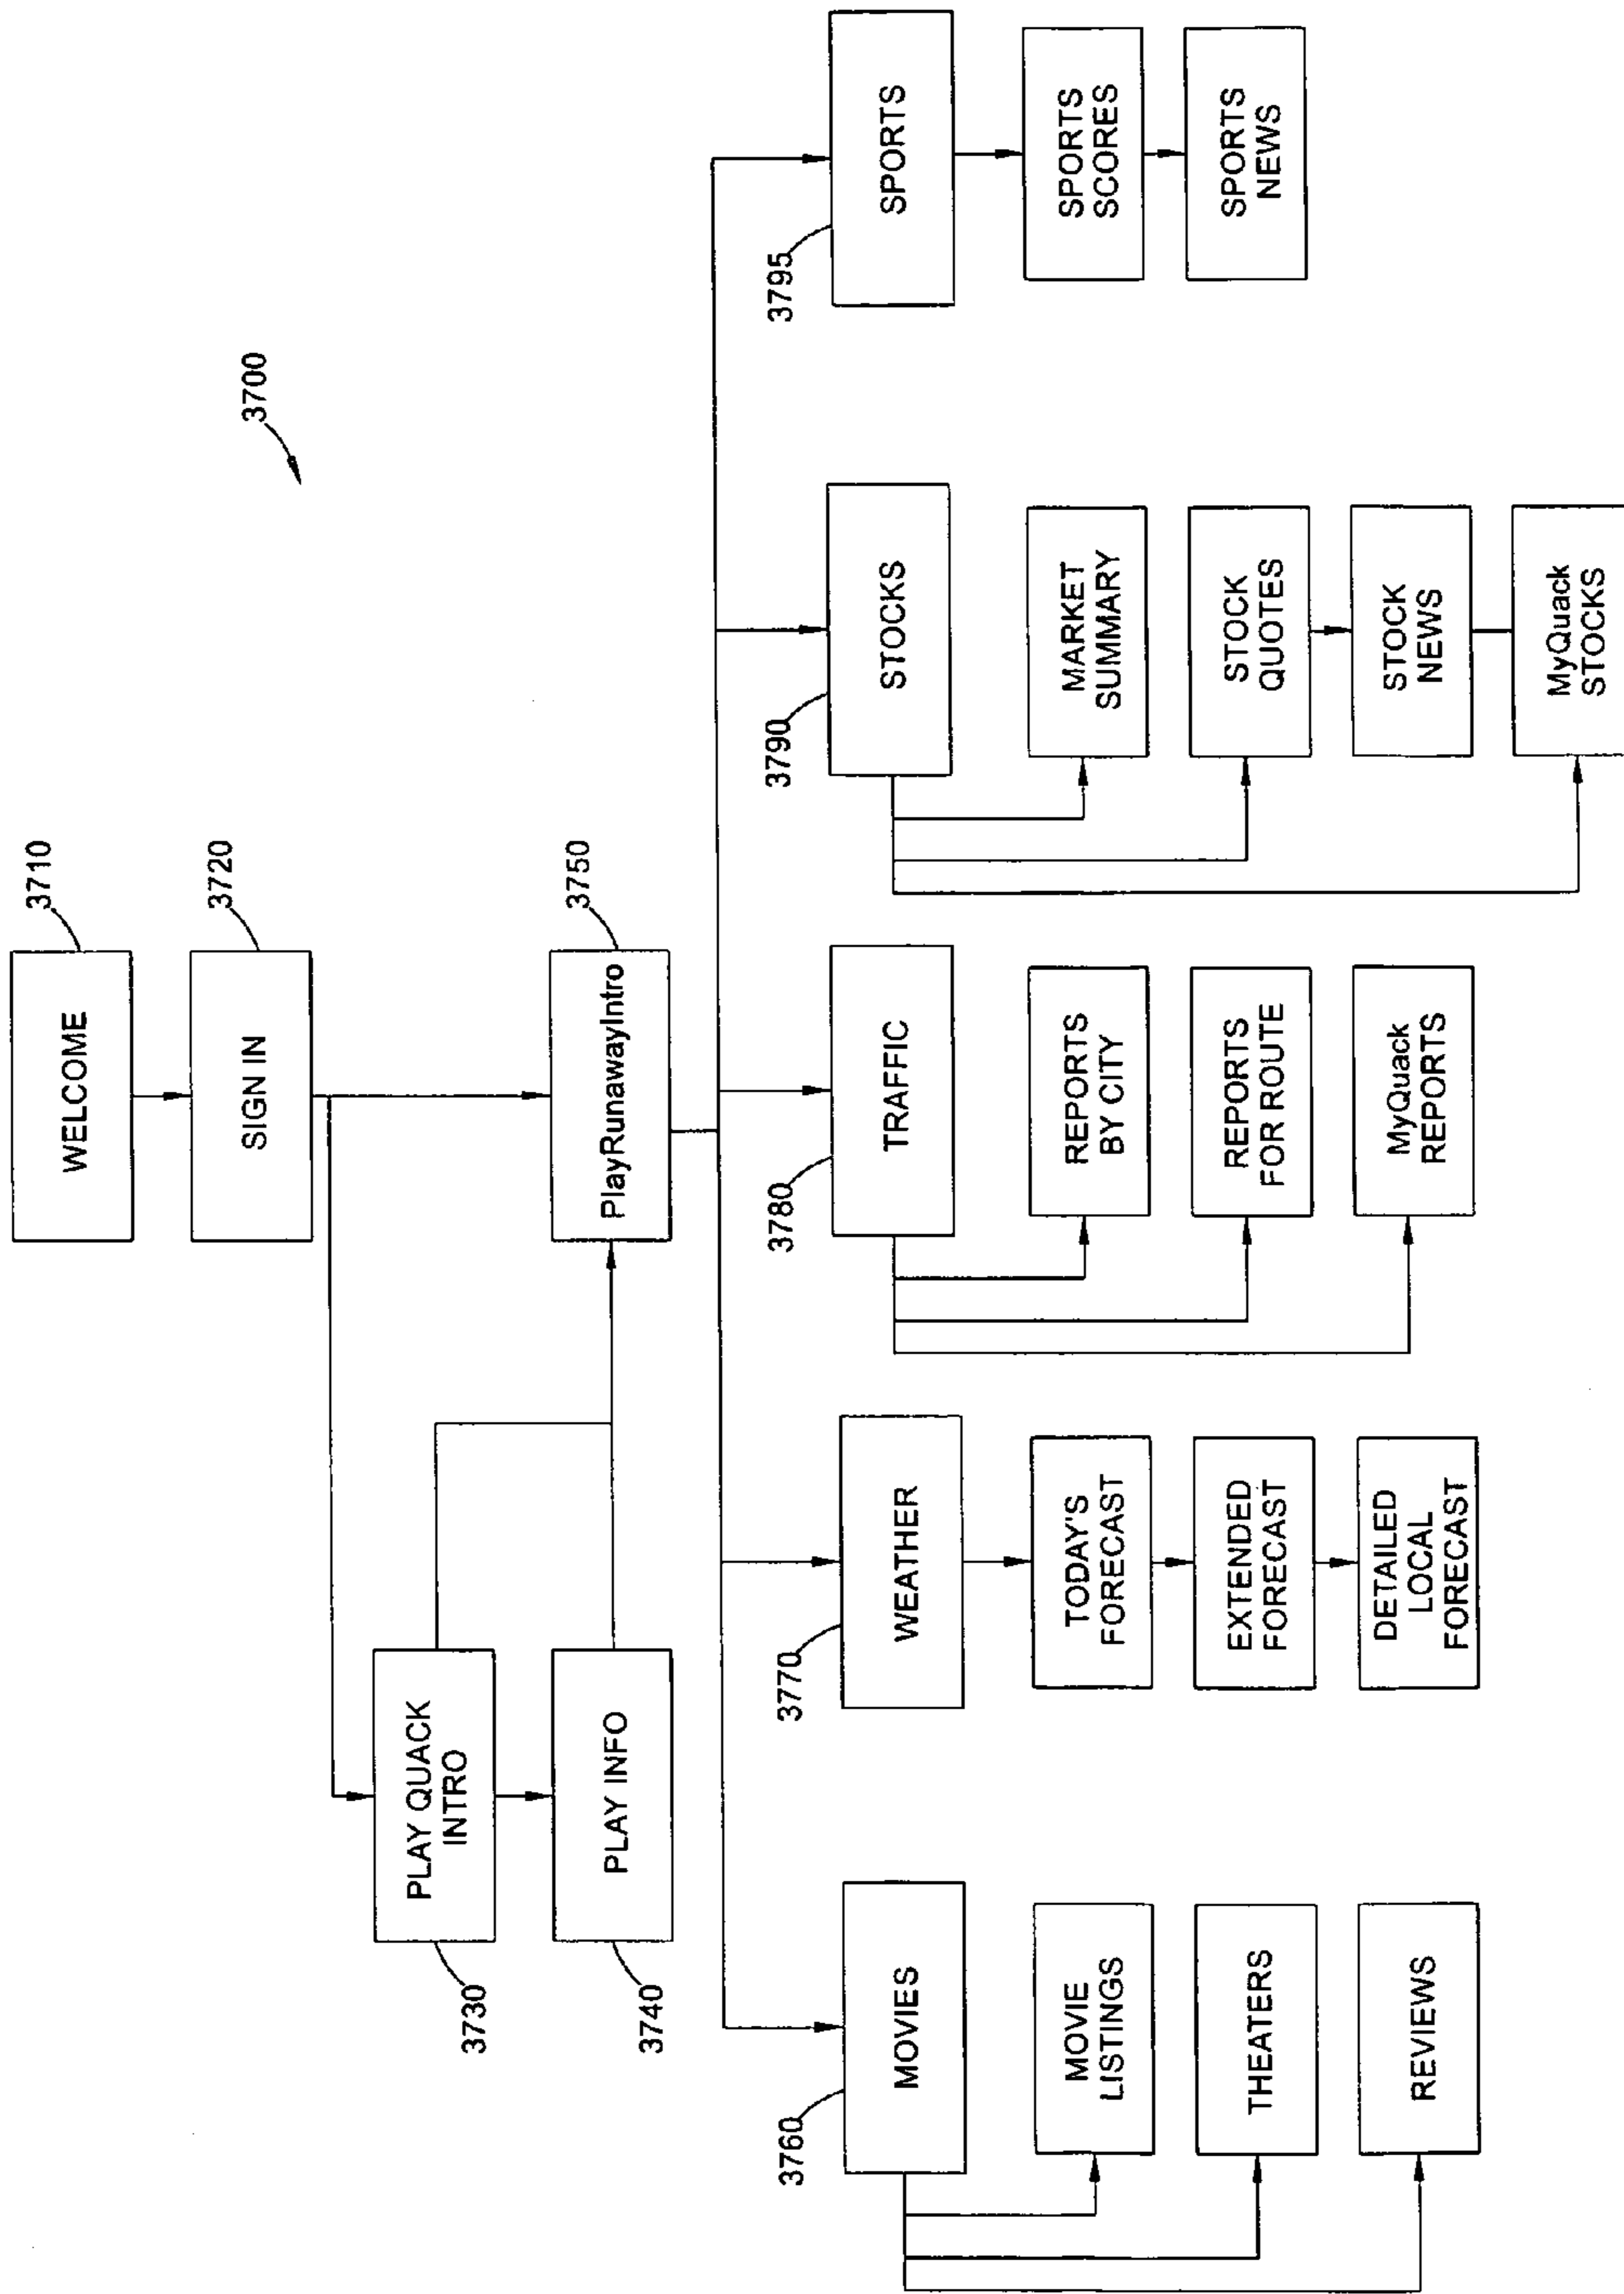 3700
WELCOME
3710
SIGN IN
3720
PLAY QUACK
INTRO
3730
PLAY INFO
3740
PlayRunawayIntro
3750
MOVIES
3760
MOVIE
LISTINGS
THEATERS
REVIEWS
WEATHER
3770
TODAY'S
FORECAST
EXTENDED
FORECAST
DETAILED
LOCAL
FORECAST
TRAFFIC
3780
REPORTS
BY CITY
REPORTS
FOR ROUTE
MyQuack
REPORTS
STOCKS
3790
MARKET
SUMMARY
STOCK
QUOTES
STOCK
NEWS
MyQuack
STOCKS
SPORTS
3795
SPORTS
SCORES
SPORTS
NEWS